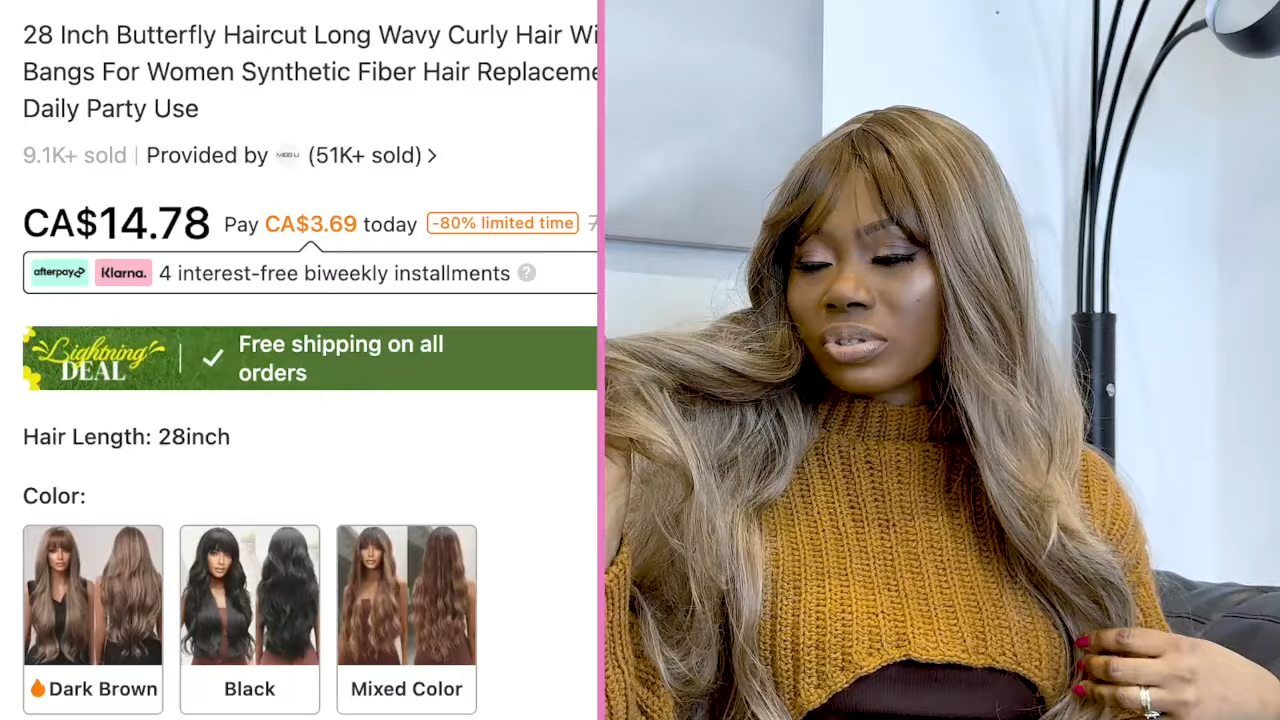 28 Inch Butterfly Haircut Long Wavy Curly Hair Wi
Bangs For Women Synthetic Fiber Hair Replaceme
Daily Party Use
9.1K+ sold | Provided by (51K+ sold) >
CA$14.78 Pay CA$3.69 today -80% limited time
afterpay Klarna. 4 interest-free biweekly installments ?
Lightning DEAL
Free shipping on all
orders
Hair Length: 28inch
Color:
Dark Brown
Black
Mixed Color